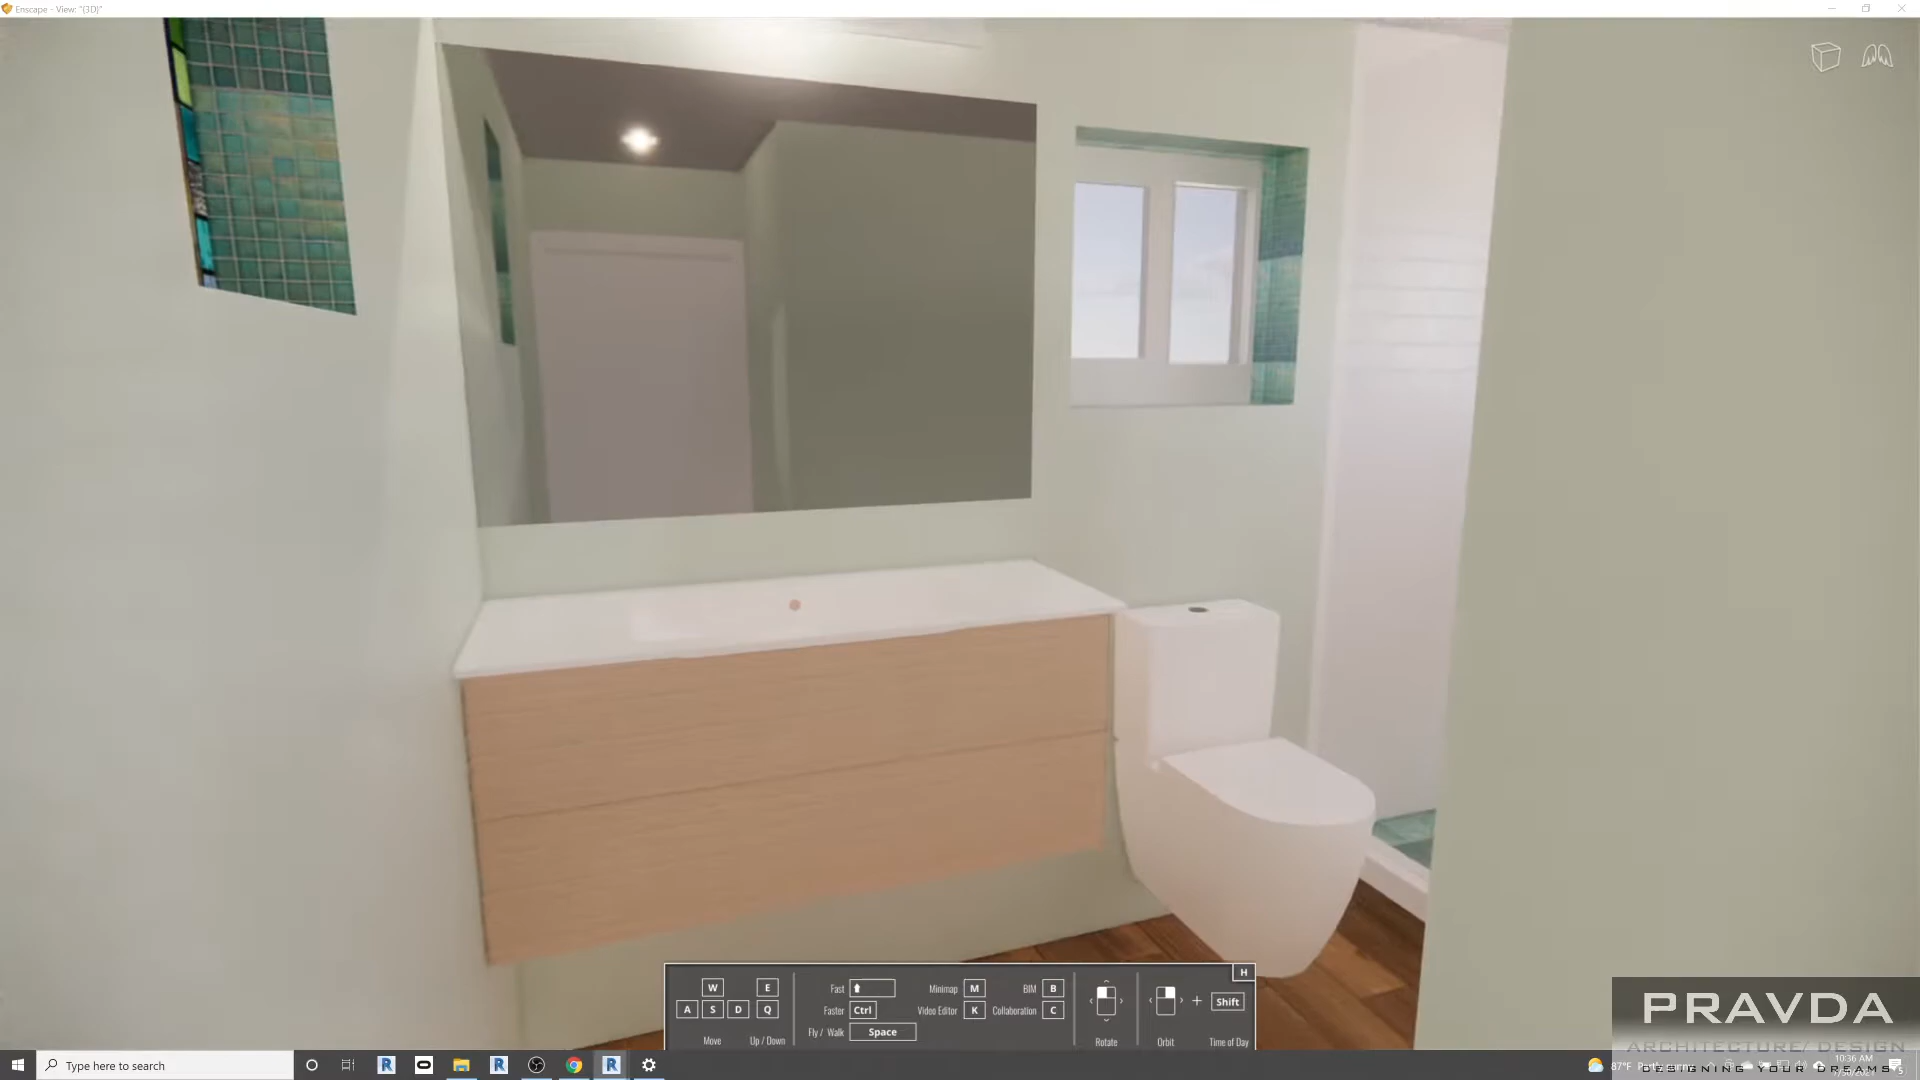 Enscape - View: "{3D}"
H
W E Fast Minimap M BIM B
A S D Q Faster Ctrl Video Editor K Collaboration C + Shift
Fly / Walk Space
Move Up / Down Rotate Orbit Time of Day
PRAVDA
ARCHITECTURE/ DESIGN
DESIGNING YOUR DREAMS
Type here to search
87°F
10:36 AM